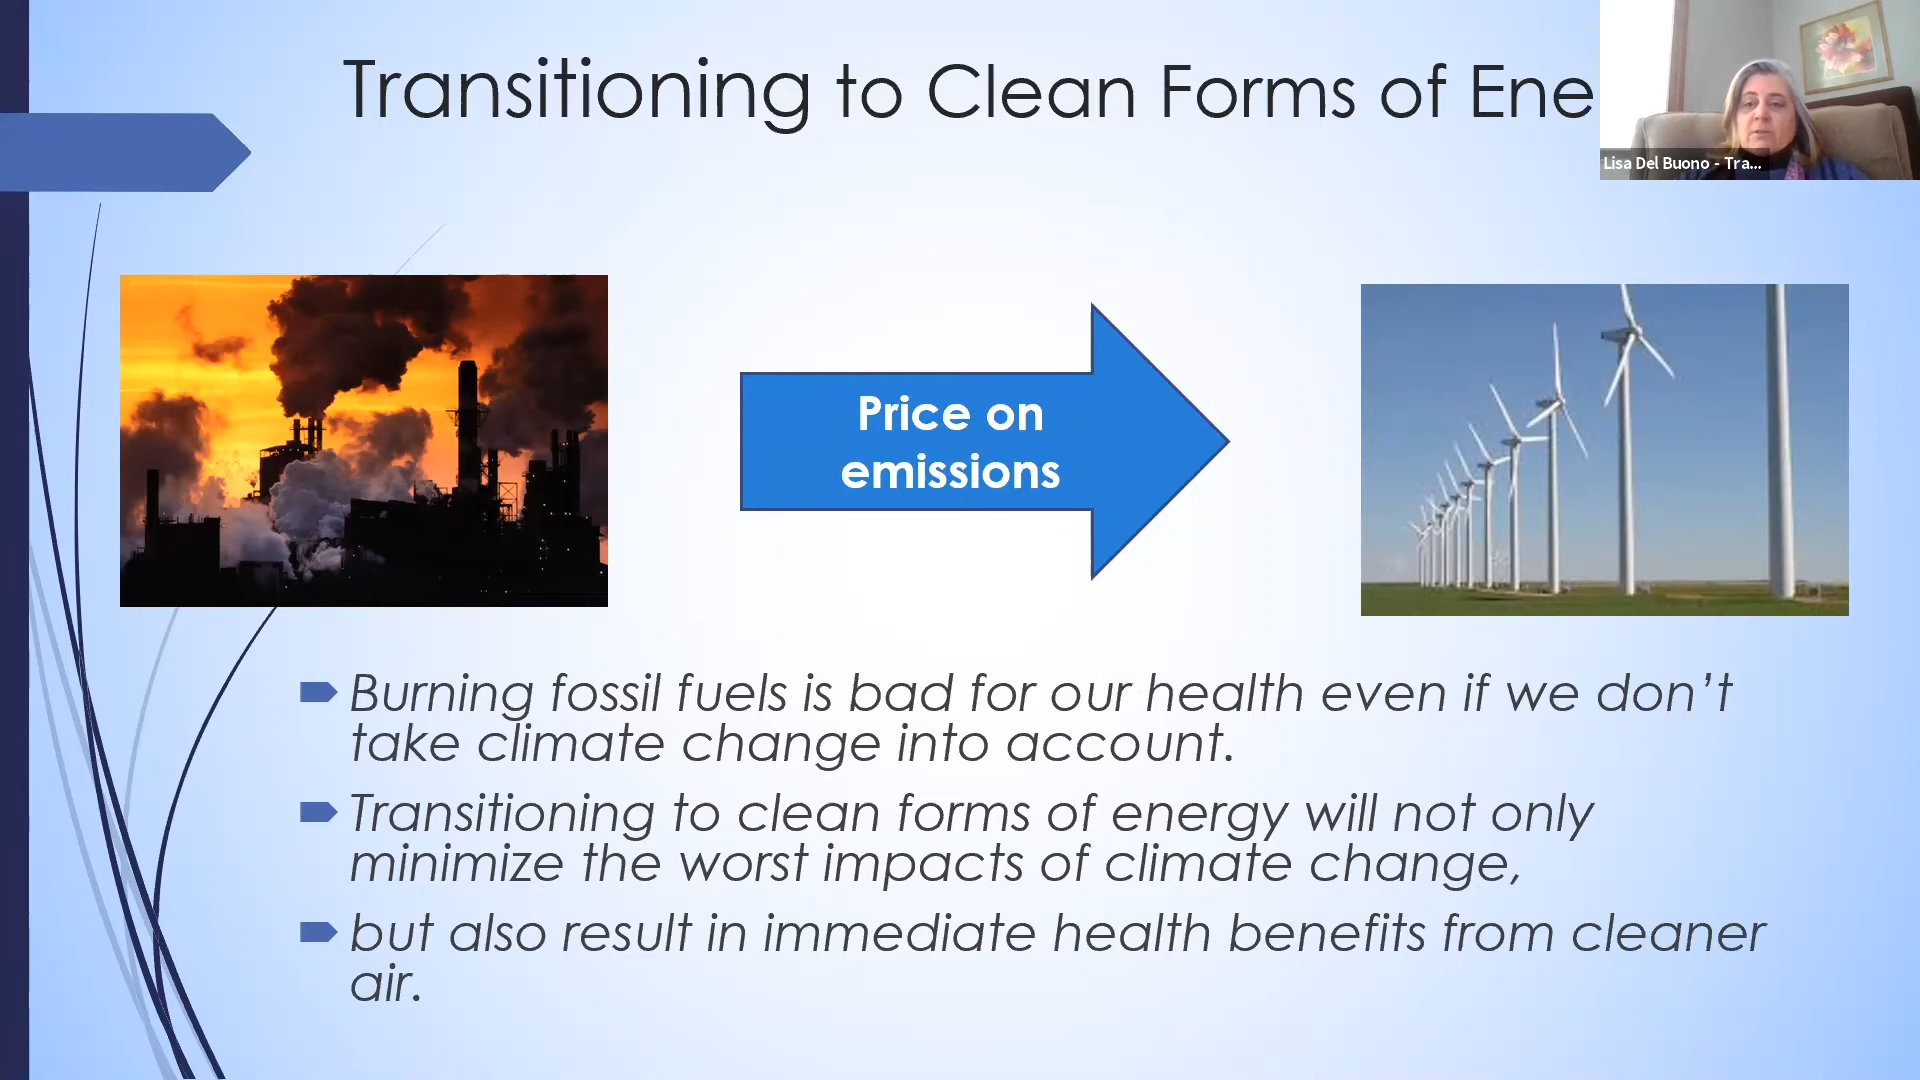 Transitioning to Clean Forms of Ene
Lisa Del Buono - Tra...
Price on
emissions
Burning fossil fuels is bad for our health even if we don't
take climate change into account.
Transitioning to clean forms of energy will not only
minimize the worst impacts of climate change,
but also result in immediate health benefits from cleaner
air.